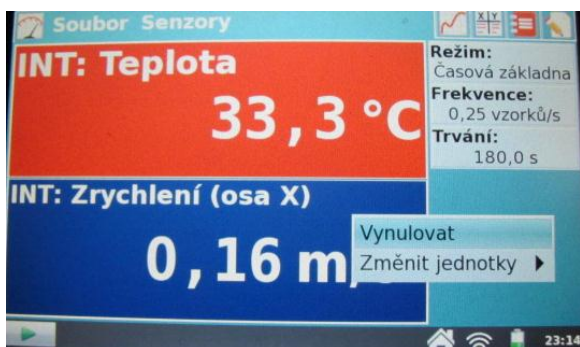 Soubor Senzory
INT: Teplota
33,3 °C
Režim:
Časová základna
Frekvence:
0,25 vzorků/s
Trvání:
180,0 s
INT: Zrychlení (osa X)
0,16 m/
Vynulovat
Změnit jednotky
23:14